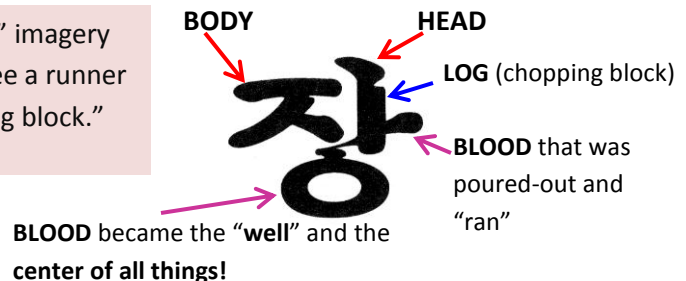 ” imagery
ee a runner
g block.”
BODY
HEAD
LOG (chopping block)
장
BLOOD that was
poured-out and
“ran”
BLOOD became the “well” and the
center of all things!